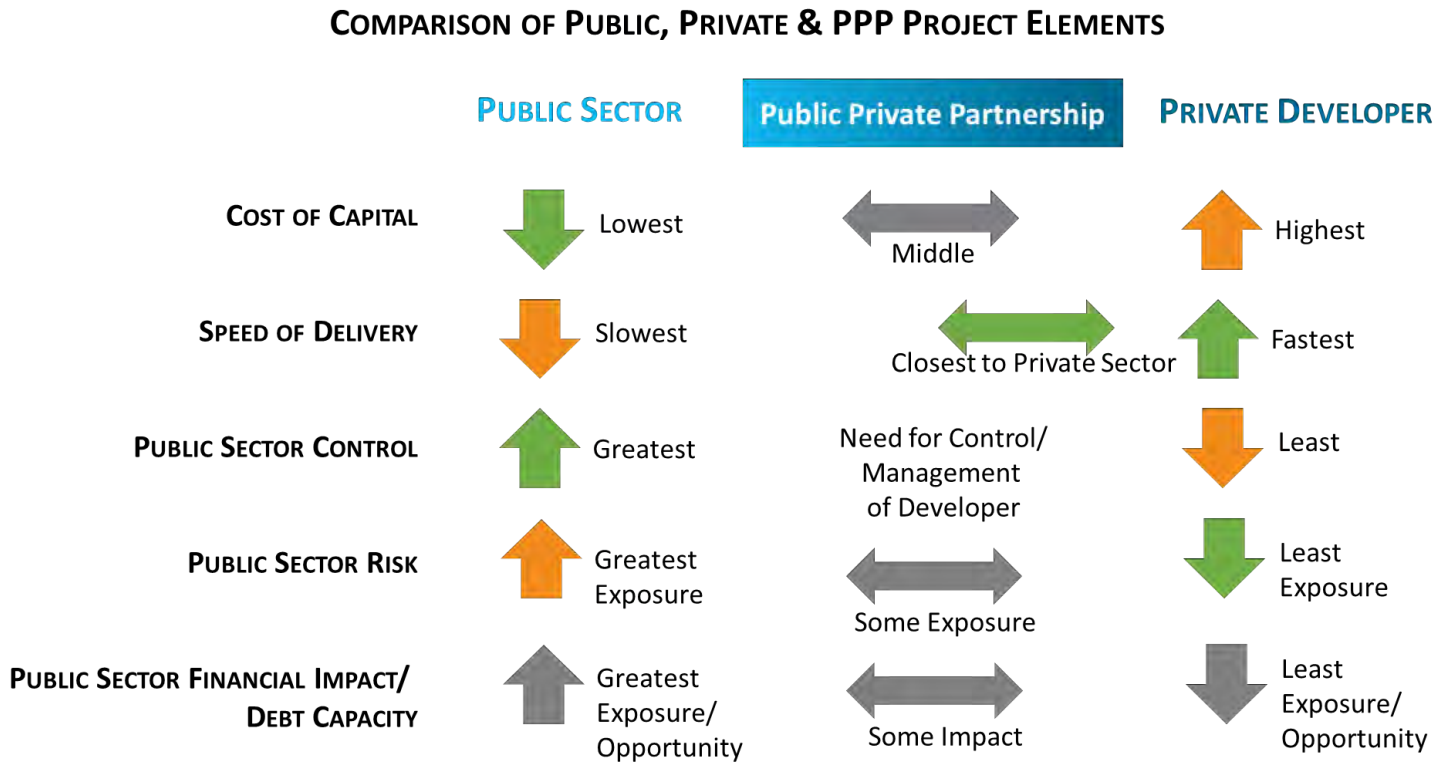 COMPARISON OF PUBLIC, PRIVATE & PPP PROJECT ELEMENTS
PUBLIC SECTOR
Public Private Partnership
PRIVATE DEVELOPER
COST OF CAPITAL
Lowest
Middle
Highest
SPEED OF DELIVERY
Slowest
Closest to Private Sector
Fastest
PUBLIC SECTOR CONTROL
Greatest
Need for Control/
Management
of Developer
Least
PUBLIC SECTOR RISK
Greatest
Exposure
Some Exposure
Least
Exposure
PUBLIC SECTOR FINANCIAL IMPACT/
DEBT CAPACITY
Greatest
Exposure/
Opportunity
Some Impact
Least
Exposure/
Opportunity